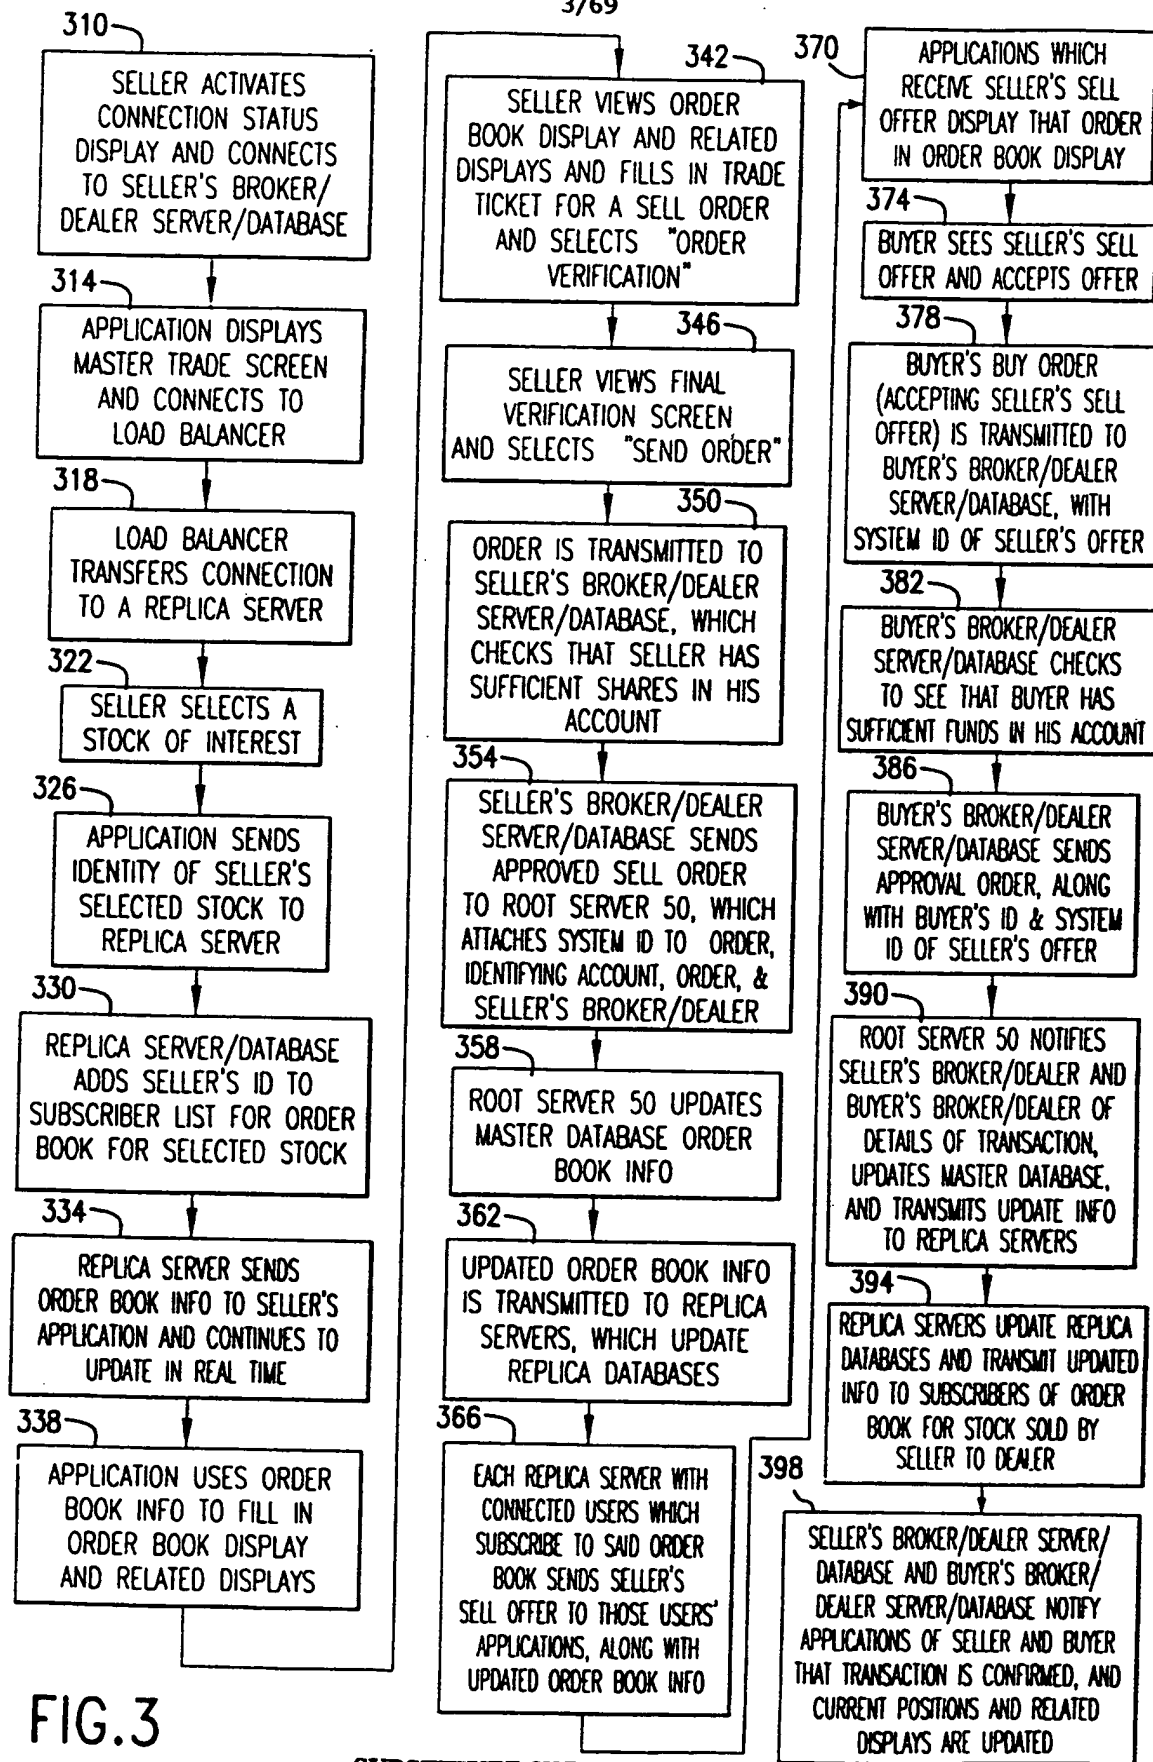 3/69
310
SELLER ACTIVATES
CONNECTION STATUS
DISPLAY AND CONNECTS
TO SELLER'S BROKER/
DEALER SERVER/DATABASE
314
APPLICATION DISPLAYS
MASTER TRADE SCREEN
AND CONNECTS TO
LOAD BALANCER
318
LOAD BALANCER
TRANSFERS CONNECTION
TO A REPLICA SERVER
322
SELLER SELECTS A
STOCK OF INTEREST
326
APPLICATION SENDS
IDENTITY OF SELLER'S
SELECTED STOCK TO
REPLICA SERVER
330
REPLICA SERVER/DATABASE
ADDS SELLER'S ID TO
SUBSCRIBER LIST FOR ORDER
BOOK FOR SELECTED STOCK
334
REPLICA SERVER SENDS
ORDER BOOK INFO TO SELLER'S
APPLICATION AND CONTINUES TO
UPDATE IN REAL TIME
338
APPLICATION USES ORDER
BOOK INFO TO FILL IN
ORDER BOOK DISPLAY
AND RELATED DISPLAYS
342
SELLER VIEWS ORDER
BOOK DISPLAY AND RELATED
DISPLAYS AND FILLS IN TRADE
TICKET FOR A SELL ORDER
AND SELECTS "ORDER
VERIFICATION"
346
SELLER VIEWS FINAL
VERIFICATION SCREEN
AND SELECTS "SEND ORDER"
350
ORDER IS TRANSMITTED TO
SELLER'S BROKER/DEALER
SERVER/DATABASE, WHICH
CHECKS THAT SELLER HAS
SUFFICIENT SHARES IN HIS
ACCOUNT
354
SELLER'S BROKER/DEALER
SERVER/DATABASE SENDS
APPROVED SELL ORDER
TO ROOT SERVER 50, WHICH
ATTACHES SYSTEM ID TO ORDER,
IDENTIFYING ACCOUNT, ORDER, &
SELLER'S BROKER/DEALER
358
ROOT SERVER 50 UPDATES
MASTER DATABASE ORDER
BOOK INFO
362
UPDATED ORDER BOOK INFO
IS TRANSMITTED TO REPLICA
SERVERS, WHICH UPDATE
REPLICA DATABASES
366
EACH REPLICA SERVER WITH
CONNECTED USERS WHICH
SUBSCRIBE TO SAID ORDER
BOOK SENDS SELLER'S
SELL OFFER TO THOSE USERS'
APPLICATIONS, ALONG WITH
UPDATED ORDER BOOK INFO
370
APPLICATIONS WHICH
RECEIVE SELLER'S SELL
OFFER DISPLAY THAT ORDER
IN ORDER BOOK DISPLAY
374
BUYER SEES SELLER'S SELL
OFFER AND ACCEPTS OFFER
378
BUYER'S BUY ORDER
(ACCEPTING SELLER'S SELL
OFFER) IS TRANSMITTED TO
BUYER'S BROKER/DEALER
SERVER/DATABASE, WITH
SYSTEM ID OF SELLER'S OFFER
382
BUYER'S BROKER/DEALER
SERVER/DATABASE CHECKS
TO SEE THAT BUYER HAS
SUFFICIENT FUNDS IN HIS ACCOUNT
386
BUYER'S BROKER/DEALER
SERVER/DATABASE SENDS
APPROVAL ORDER, ALONG
WITH BUYER'S ID & SYSTEM
ID OF SELLER'S OFFER
390
ROOT SERVER 50 NOTIFIES
SELLER'S BROKER/DEALER AND
BUYER'S BROKER/DEALER OF
DETAILS OF TRANSACTION,
UPDATES MASTER DATABASE,
AND TRANSMITS UPDATE INFO
TO REPLICA SERVERS
394
REPLICA SERVERS UPDATE REPLICA
DATABASES AND TRANSMIT UPDATED
INFO TO SUBSCRIBERS OF ORDER
BOOK FOR STOCK SOLD BY
SELLER TO DEALER
398
SELLER'S BROKER/DEALER SERVER/
DATABASE AND BUYER'S BROKER/
DEALER SERVER/DATABASE NOTIFY
APPLICATIONS OF SELLER AND BUYER
THAT TRANSACTION IS CONFIRMED, AND
CURRENT POSITIONS AND RELATED
DISPLAYS ARE UPDATED
FIG.3